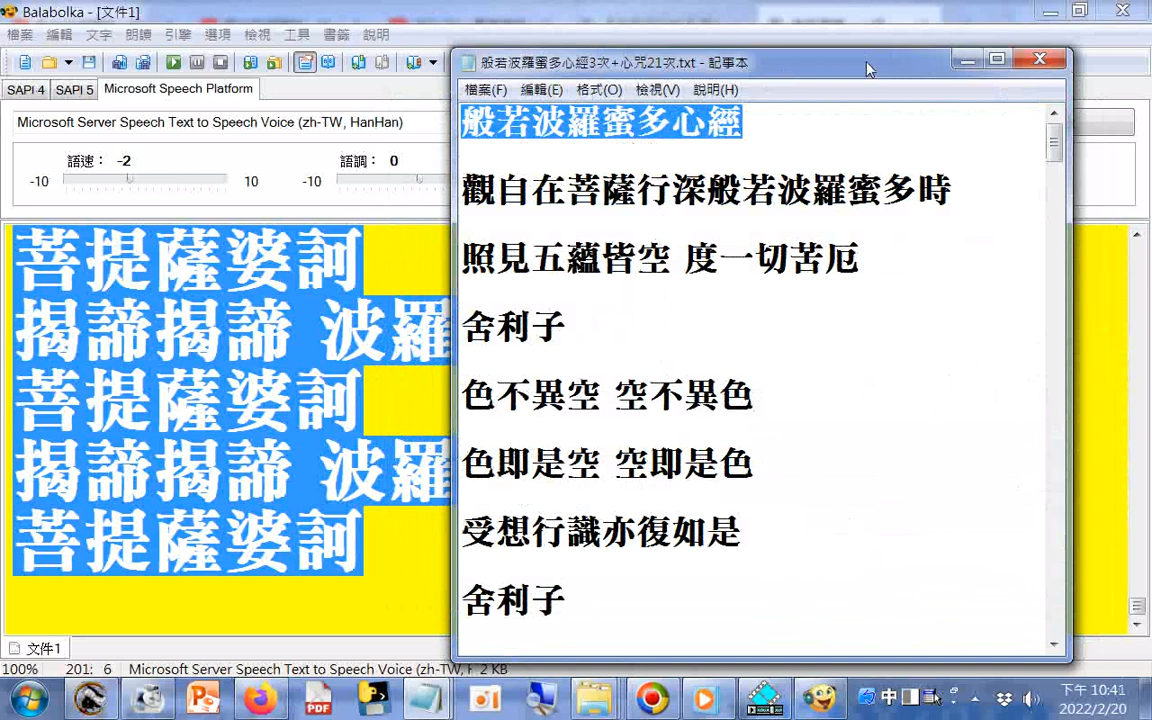 Balabolka - [文件1]
檔案 編輯 文字 朗讀 引擎 選項 檢視 工具 書籤 說明
SAPI 4 SAPI 5 Microsoft Speech Platform
Microsoft Server Speech Text to Speech Voice (zh-TW, HanHan)
語速： -2 語調： 0
-10 10 -10
菩提薩婆訶
揭諦揭諦 波羅
菩提薩婆訶
揭諦揭諦 波羅
菩提薩婆訶
文件1
100% 201: 6 Microsoft Server Speech Text to Speech Voice (zh-TW, 2 KB
般若波羅蜜多心經3次+心咒21次.txt - 記事本
檔案(F) 編輯(E) 格式(O) 檢視(V) 說明(H)
般若波羅蜜多心經
觀自在菩薩行深般若波羅蜜多時
照見五蘊皆空 度一切苦厄
舍利子
色不異空 空不異色
色即是空 空即是色
受想行識亦復如是
舍利子
PDF
中
下午 10:41
2022/2/20